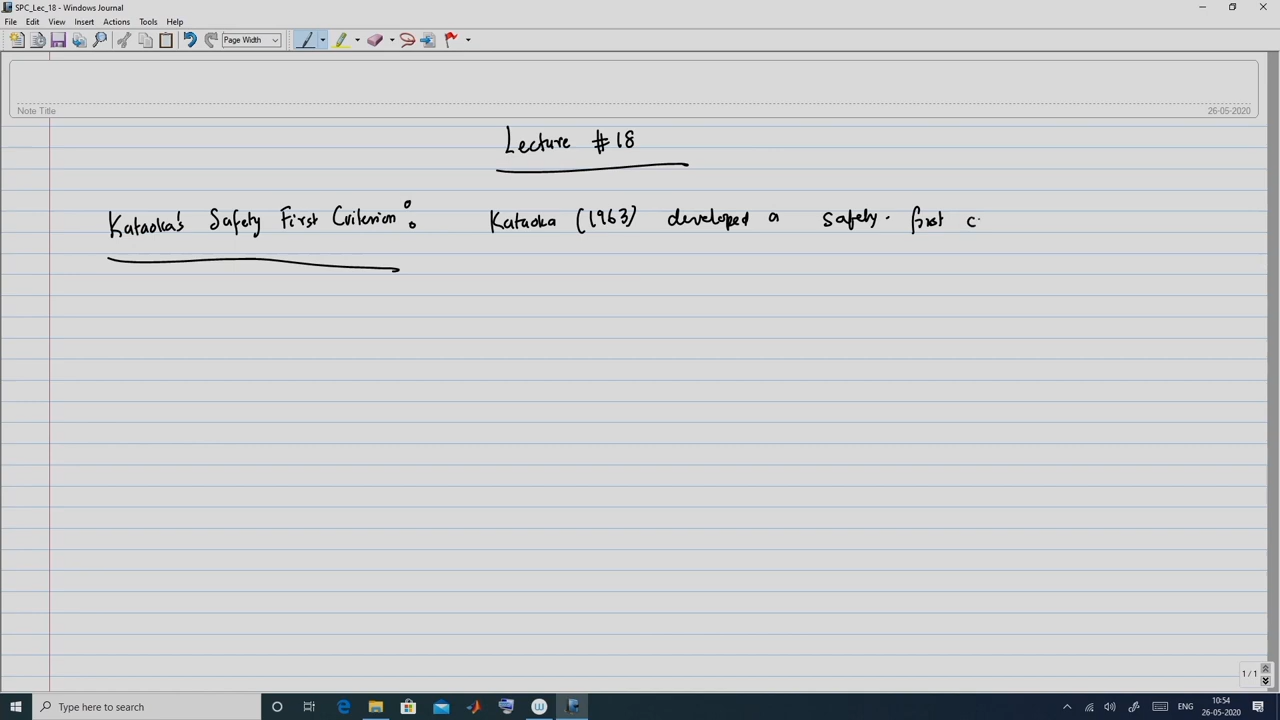 SPC_Lec_18 - Windows Journal
File Edit View Insert Actions Tools Help
Page Width
Note Title
26-05-2020
Lecture #18
Kataoka's Safety First Criterion : Kataoka (1963) developed a safety-first c
1/1
Type here to search
ENG
10:54
26-05-2020